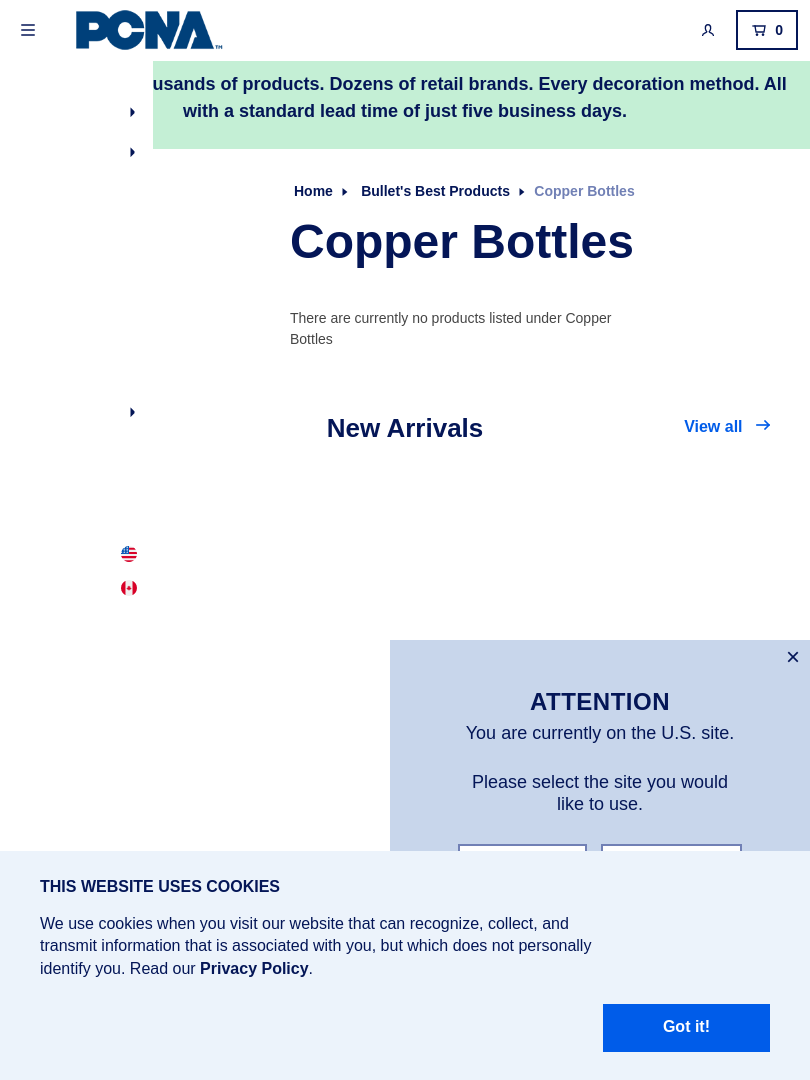 PCNA™
0
usands of products. Dozens of retail brands. Every decoration method. All
with a standard lead time of just five business days.
Home Bullet's Best Products Copper Bottles
Copper Bottles
There are currently no products listed under Copper
Bottles
New Arrivals
View all
ATTENTION
You are currently on the U.S. site.
Please select the site you would
like to use.
THIS WEBSITE USES COOKIES
We use cookies when you visit our website that can recognize, collect, and
transmit information that is associated with you, but which does not personally
identify you. Read our Privacy Policy.
Got it!